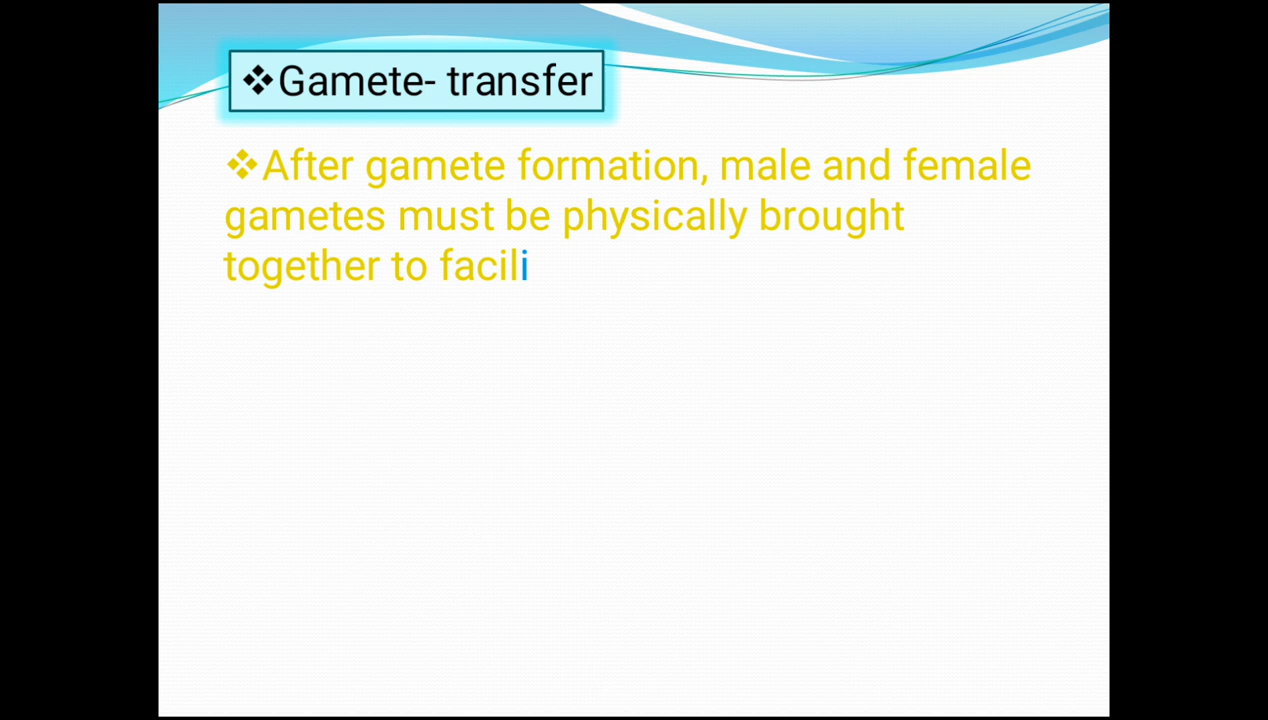 ❖Gamete- transfer
❖After gamete formation, male and female
gametes must be physically brought
together to facili